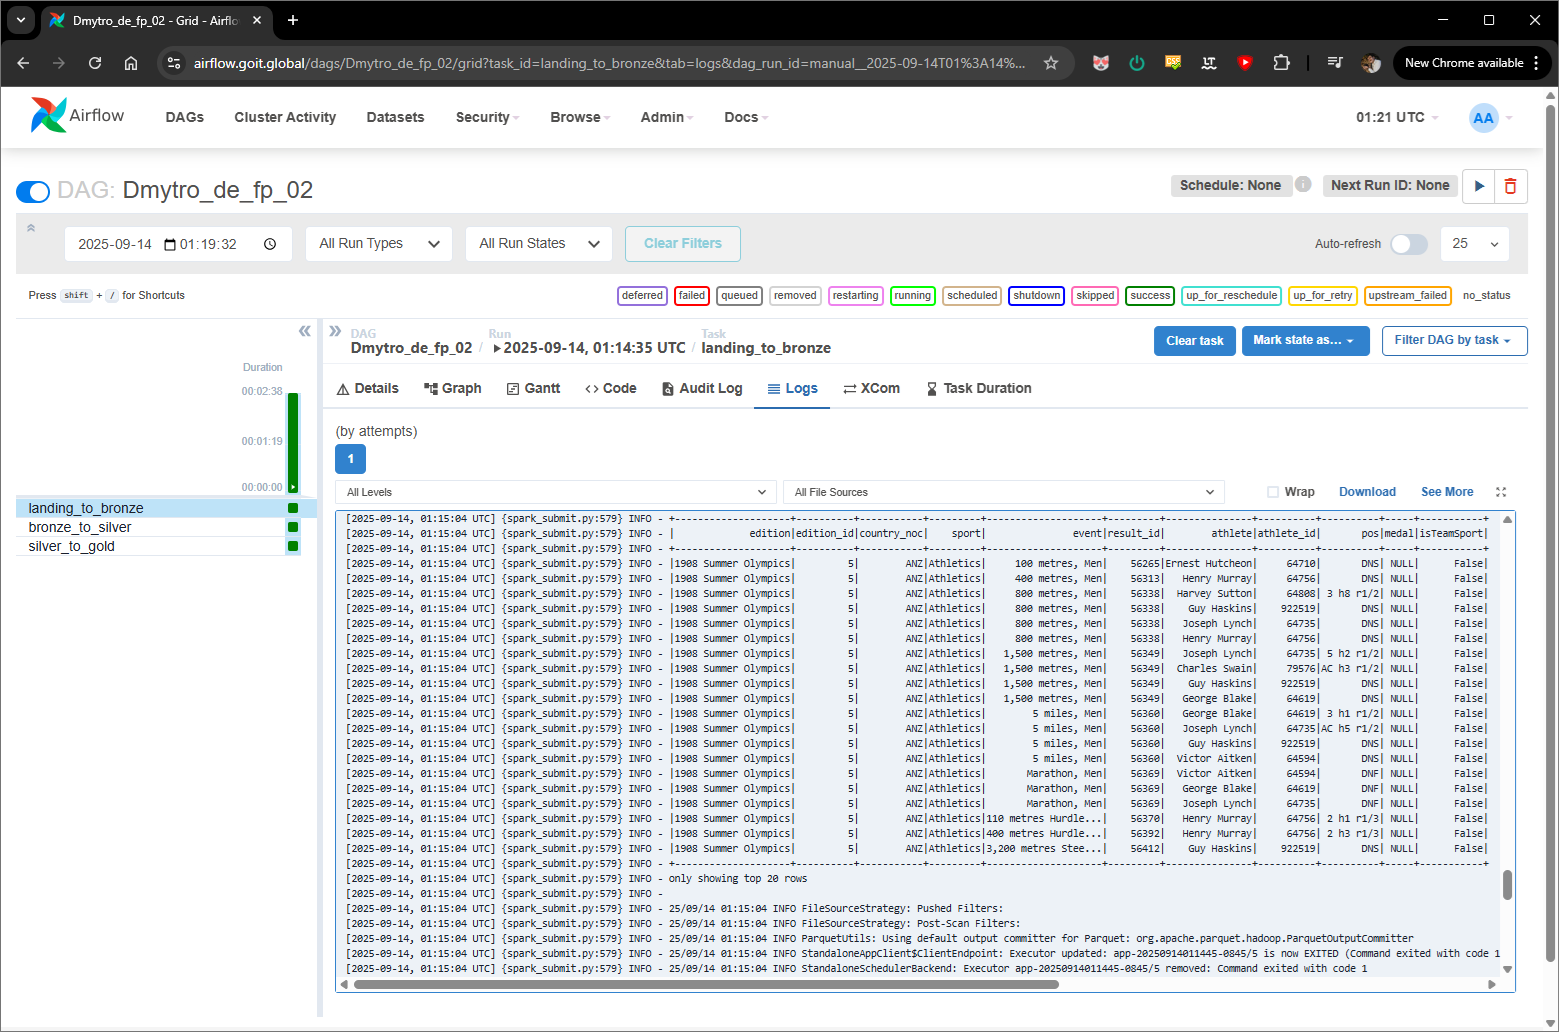 Dmytro_de_fp_02 - Grid - Airflo
airflow.goit.global/dags/Dmytro_de_fp_02/grid?task_id=landing_to_bronze&tab=logs&dag_run_id=manual__2025-09-14T01%3A14%...
New Chrome available
Airflow
DAGs
Cluster Activity
Datasets
Security
Browse
Admin
Docs
01:21 UTC
AA
DAG: Dmytro_de_fp_02
Schedule: None
Next Run ID: None
2025-09-14 01:19:32
All Run Types
All Run States
Clear Filters
Auto-refresh
25
Press shift + / for Shortcuts
deferred failed queued removed restarting running scheduled shutdown skipped success up_for_reschedule up_for_retry upstream_failed no_status
Duration
00:02:38
00:01:19
00:00:00
landing_to_bronze
bronze_to_silver
silver_to_gold
DAG
Dmytro_de_fp_02 /
Run
2025-09-14, 01:14:35 UTC /
Task
landing_to_bronze
Clear task
Mark state as...
Filter DAG by task
Details
Graph
Gantt
Code
Audit Log
Logs
XCom
Task Duration
(by attempts)
1
All Levels
All File Sources
Wrap
Download
See More
[2025-09-14, 01:15:04 UTC] {spark_submit.py:579} INFO - +--------------------+----------+-----------+---------+--------------------+---------+---------------+----------+----------+-----+-----------+
[2025-09-14, 01:15:04 UTC] {spark_submit.py:579} INFO - | edition|edition_id|country_noc| sport| event|result_id| athlete|athlete_id| pos|medal|isTeamSport|
[2025-09-14, 01:15:04 UTC] {spark_submit.py:579} INFO - +--------------------+----------+-----------+---------+--------------------+---------+---------------+----------+----------+-----+-----------+
[2025-09-14, 01:15:04 UTC] {spark_submit.py:579} INFO - |1908 Summer Olympics| 5| ANZ|Athletics| 100 metres, Men| 56265|Ernest Hutcheon| 64710| DNS| NULL| False|
[2025-09-14, 01:15:04 UTC] {spark_submit.py:579} INFO - |1908 Summer Olympics| 5| ANZ|Athletics| 400 metres, Men| 56313| Henry Murray| 64756| DNS| NULL| False|
[2025-09-14, 01:15:04 UTC] {spark_submit.py:579} INFO - |1908 Summer Olympics| 5| ANZ|Athletics| 800 metres, Men| 56338| Harvey Sutton| 64808| 3 h8 r1/2| NULL| False|
[2025-09-14, 01:15:04 UTC] {spark_submit.py:579} INFO - |1908 Summer Olympics| 5| ANZ|Athletics| 800 metres, Men| 56338| Guy Haskins| 922519| DNS| NULL| False|
[2025-09-14, 01:15:04 UTC] {spark_submit.py:579} INFO - |1908 Summer Olympics| 5| ANZ|Athletics| 800 metres, Men| 56338| Joseph Lynch| 64735| DNS| NULL| False|
[2025-09-14, 01:15:04 UTC] {spark_submit.py:579} INFO - |1908 Summer Olympics| 5| ANZ|Athletics| 800 metres, Men| 56338| Henry Murray| 64756| DNS| NULL| False|
[2025-09-14, 01:15:04 UTC] {spark_submit.py:579} INFO - |1908 Summer Olympics| 5| ANZ|Athletics| 1,500 metres, Men| 56349| Joseph Lynch| 64735| 5 h2 r1/2| NULL| False|
[2025-09-14, 01:15:04 UTC] {spark_submit.py:579} INFO - |1908 Summer Olympics| 5| ANZ|Athletics| 1,500 metres, Men| 56349| Charles Swain| 79576|AC h3 r1/2| NULL| False|
[2025-09-14, 01:15:04 UTC] {spark_submit.py:579} INFO - |1908 Summer Olympics| 5| ANZ|Athletics| 1,500 metres, Men| 56349| Guy Haskins| 922519| DNS| NULL| False|
[2025-09-14, 01:15:04 UTC] {spark_submit.py:579} INFO - |1908 Summer Olympics| 5| ANZ|Athletics| 1,500 metres, Men| 56349| George Blake| 64619| DNS| NULL| False|
[2025-09-14, 01:15:04 UTC] {spark_submit.py:579} INFO - |1908 Summer Olympics| 5| ANZ|Athletics| 5 miles, Men| 56360| George Blake| 64619| 3 h1 r1/2| NULL| False|
[2025-09-14, 01:15:04 UTC] {spark_submit.py:579} INFO - |1908 Summer Olympics| 5| ANZ|Athletics| 5 miles, Men| 56360| Joseph Lynch| 64735|AC h5 r1/2| NULL| False|
[2025-09-14, 01:15:04 UTC] {spark_submit.py:579} INFO - |1908 Summer Olympics| 5| ANZ|Athletics| 5 miles, Men| 56360| Guy Haskins| 922519| DNS| NULL| False|
[2025-09-14, 01:15:04 UTC] {spark_submit.py:579} INFO - |1908 Summer Olympics| 5| ANZ|Athletics| 5 miles, Men| 56360| Victor Aitken| 64594| DNS| NULL| False|
[2025-09-14, 01:15:04 UTC] {spark_submit.py:579} INFO - |1908 Summer Olympics| 5| ANZ|Athletics| Marathon, Men| 56369| Victor Aitken| 64594| DNF| NULL| False|
[2025-09-14, 01:15:04 UTC] {spark_submit.py:579} INFO - |1908 Summer Olympics| 5| ANZ|Athletics| Marathon, Men| 56369| George Blake| 64619| DNF| NULL| False|
[2025-09-14, 01:15:04 UTC] {spark_submit.py:579} INFO - |1908 Summer Olympics| 5| ANZ|Athletics| Marathon, Men| 56369| Joseph Lynch| 64735| DNF| NULL| False|
[2025-09-14, 01:15:04 UTC] {spark_submit.py:579} INFO - |1908 Summer Olympics| 5| ANZ|Athletics|110 metres Hurdle...| 56370| Henry Murray| 64756| 2 h1 r1/3| NULL| False|
[2025-09-14, 01:15:04 UTC] {spark_submit.py:579} INFO - |1908 Summer Olympics| 5| ANZ|Athletics|400 metres Hurdle...| 56392| Henry Murray| 64756| 2 h3 r1/3| NULL| False|
[2025-09-14, 01:15:04 UTC] {spark_submit.py:579} INFO - |1908 Summer Olympics| 5| ANZ|Athletics|3,200 metres Stee...| 56412| Guy Haskins| 922519| DNS| NULL| False|
[2025-09-14, 01:15:04 UTC] {spark_submit.py:579} INFO - +--------------------+----------+-----------+---------+--------------------+---------+---------------+----------+----------+-----+-----------+
[2025-09-14, 01:15:04 UTC] {spark_submit.py:579} INFO - only showing top 20 rows
[2025-09-14, 01:15:04 UTC] {spark_submit.py:579} INFO -
[2025-09-14, 01:15:04 UTC] {spark_submit.py:579} INFO - 25/09/14 01:15:04 INFO FileSourceStrategy: Pushed Filters:
[2025-09-14, 01:15:04 UTC] {spark_submit.py:579} INFO - 25/09/14 01:15:04 INFO FileSourceStrategy: Post-Scan Filters:
[2025-09-14, 01:15:04 UTC] {spark_submit.py:579} INFO - 25/09/14 01:15:04 INFO ParquetUtils: Using default output committer for Parquet: org.apache.parquet.hadoop.ParquetOutputCommitter
[2025-09-14, 01:15:04 UTC] {spark_submit.py:579} INFO - 25/09/14 01:15:04 INFO StandaloneAppClient$ClientEndpoint: Executor updated: app-20250914011445-0845/5 is now EXITED (Command exited with code 1
[2025-09-14, 01:15:04 UTC] {spark_submit.py:579} INFO - 25/09/14 01:15:04 INFO StandaloneSchedulerBackend: Executor app-20250914011445-0845/5 removed: Command exited with code 1